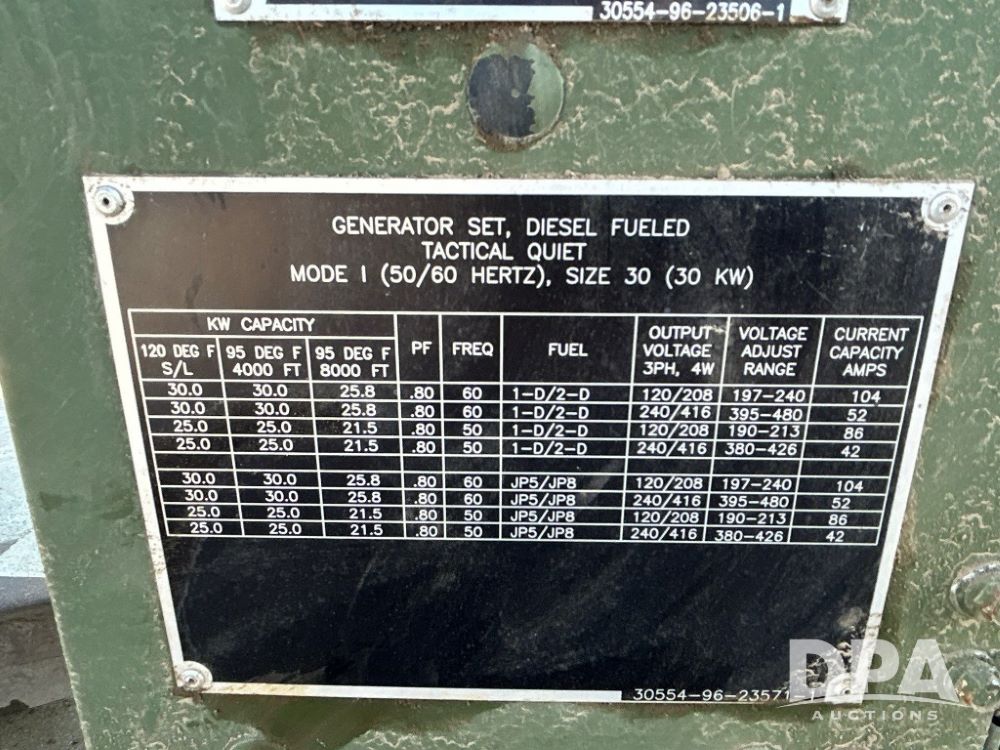 30554-96-23506-1
GENERATOR SET, DIESEL FUELED
TACTICAL QUIET
MODE I (50/60 HERTZ), SIZE 30 (30 KW)
KW CAPACITY
120 DEG F S/L 95 DEG F 4000 FT 95 DEG F 8000 FT PF FREQ FUEL OUTPUT VOLTAGE 3PH, 4W VOLTAGE ADJUST RANGE CURRENT CAPACITY AMPS
30.0 30.0 25.8 .80 60 1-D/2-D 120/208 197-240 104
30.0 30.0 25.8 .80 60 1-D/2-D 240/416 395-480 52
25.0 25.0 21.5 .80 50 1-D/2-D 120/208 190-213 86
25.0 25.0 21.5 .80 50 1-D/2-D 240/416 380-426 42
30.0 30.0 25.8 .80 60 JP5/JP8 120/208 197-240 104
30.0 30.0 25.8 .80 60 JP5/JP8 240/416 395-480 52
25.0 25.0 21.5 .80 50 JP5/JP8 120/208 190-213 86
25.0 25.0 21.5 .80 50 JP5/JP8 240/416 380-426 42
30554-96-23571-1
DPA
AUCTIONS